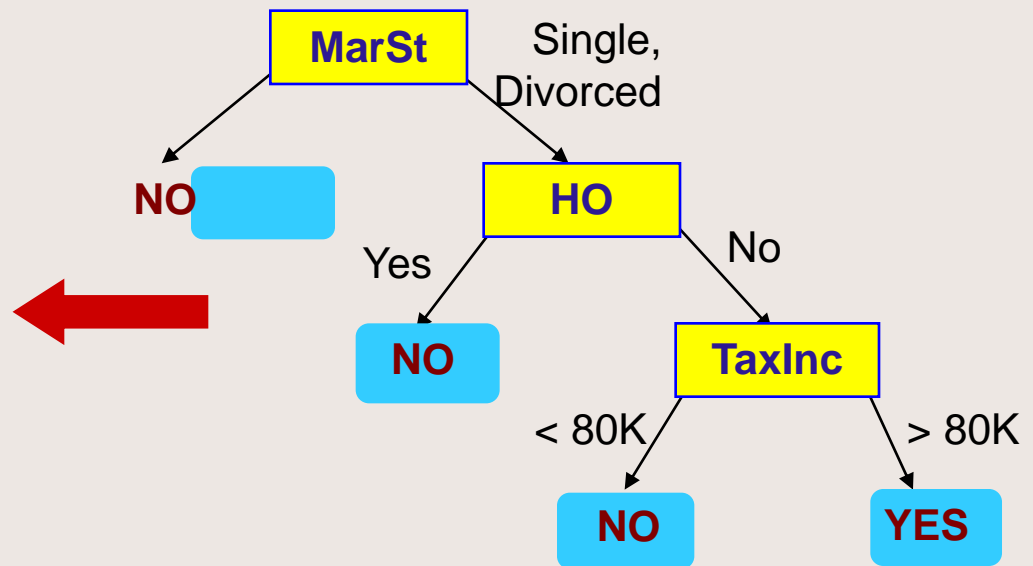 MarSt
Single,
Divorced
NO
HO
Yes
No
NO
TaxInc
< 80K
> 80K
NO
YES